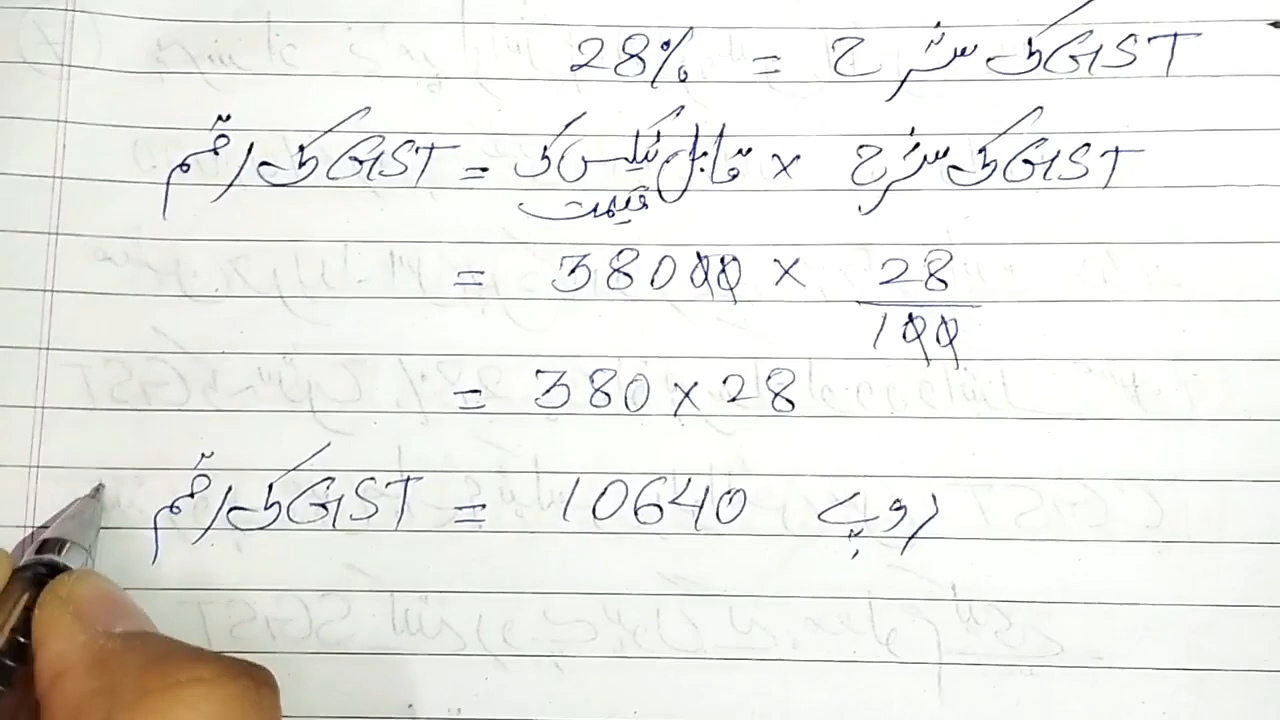 GST کی شرح = 28%
GST کی رقم = قابل ٹیکس کی قیمت × GST کی شرح
= 38000 × 28/100
= 380 × 28
GST کی رقم = 10640 روپے